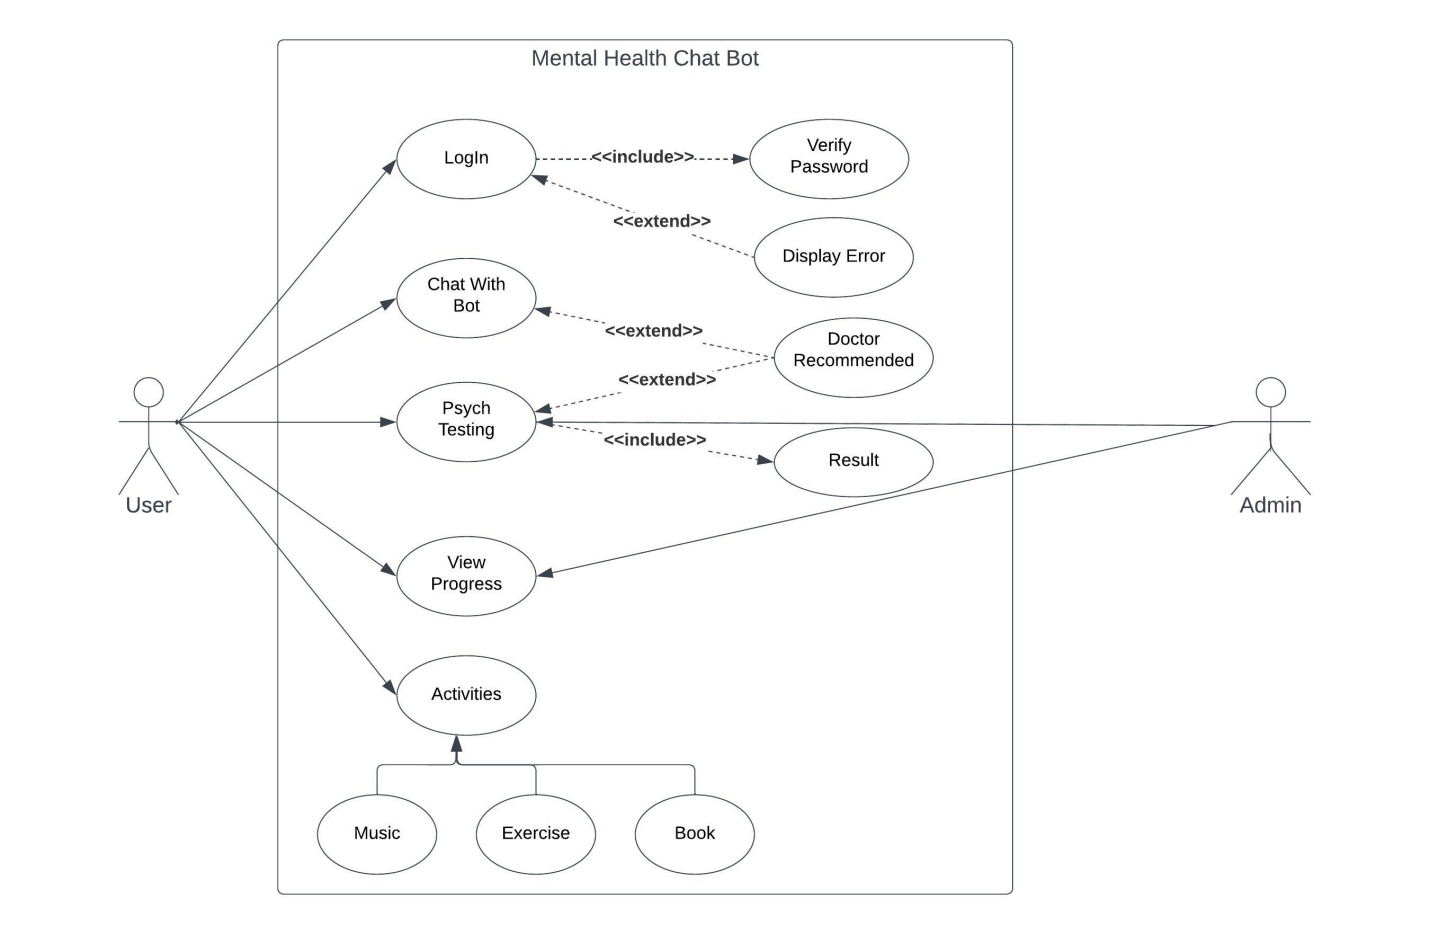 Mental Health Chat Bot
LogIn
<<include>>
Verify
Password
<<extend>>
Display Error
Chat With
Bot
<<extend>>
Doctor
Recommended
<<extend>>
Psych
Testing
<<include>>
Result
User
Admin
View
Progress
Activities
Music
Exercise
Book